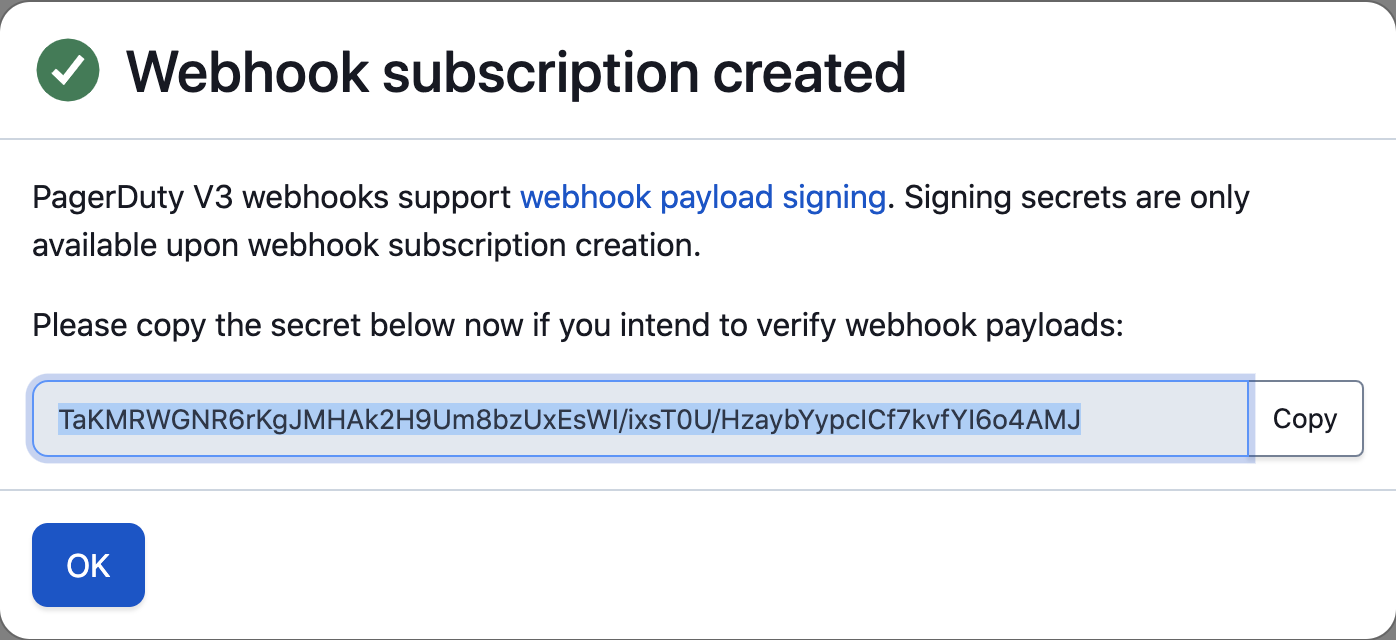 Webhook subscription created
PagerDuty V3 webhooks support webhook payload signing. Signing secrets are only
available upon webhook subscription creation.
Please copy the secret below now if you intend to verify webhook payloads:
TaKMRWGNR6rKgJMHAk2H9Um8bzUxEsWI/ixsT0U/HzaybYypcICf7kvfYI6o4AMJ
Copy
OK